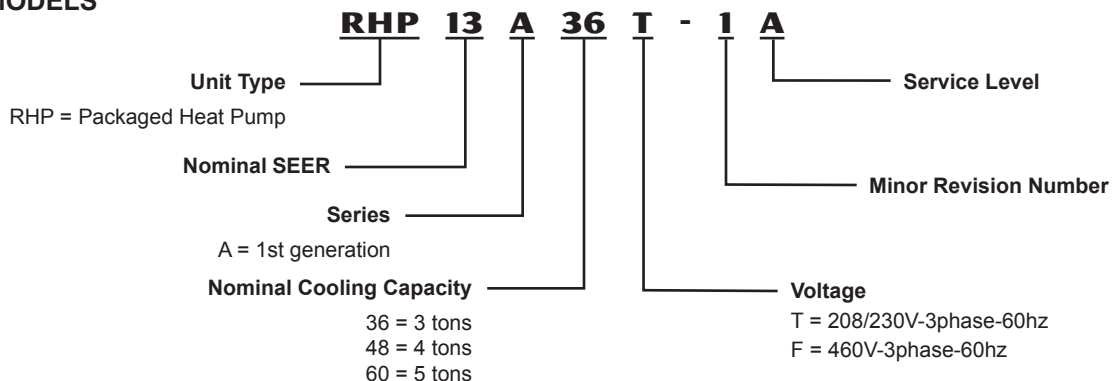 MODELS
RHP 13 A 36 T - 1 A
Unit Type
RHP = Packaged Heat Pump
Nominal SEER
Series
A = 1st generation
Nominal Cooling Capacity
36 = 3 tons
48 = 4 tons
60 = 5 tons
Service Level
Minor Revision Number
Voltage
T = 208/230V-3phase-60hz
F = 460V-3phase-60hz